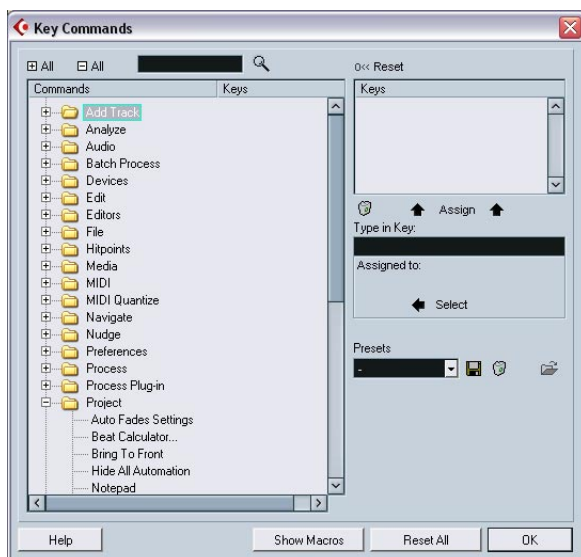 Key Commands
All
All
0<< Reset
Commands
Keys
Add Track
Analyze
Audio
Batch Process
Devices
Edit
Editors
File
Hitpoints
Media
MIDI
MIDI Quantize
Navigate
Nudge
Preferences
Process
Process Plug-in
Project
Auto Fades Settings
Beat Calculator...
Bring To Front
Hide All Automation
Notepad
Keys
Assign
Type in Key:
Assigned to:
Select
Presets
-
Help
Show Macros
Reset All
OK